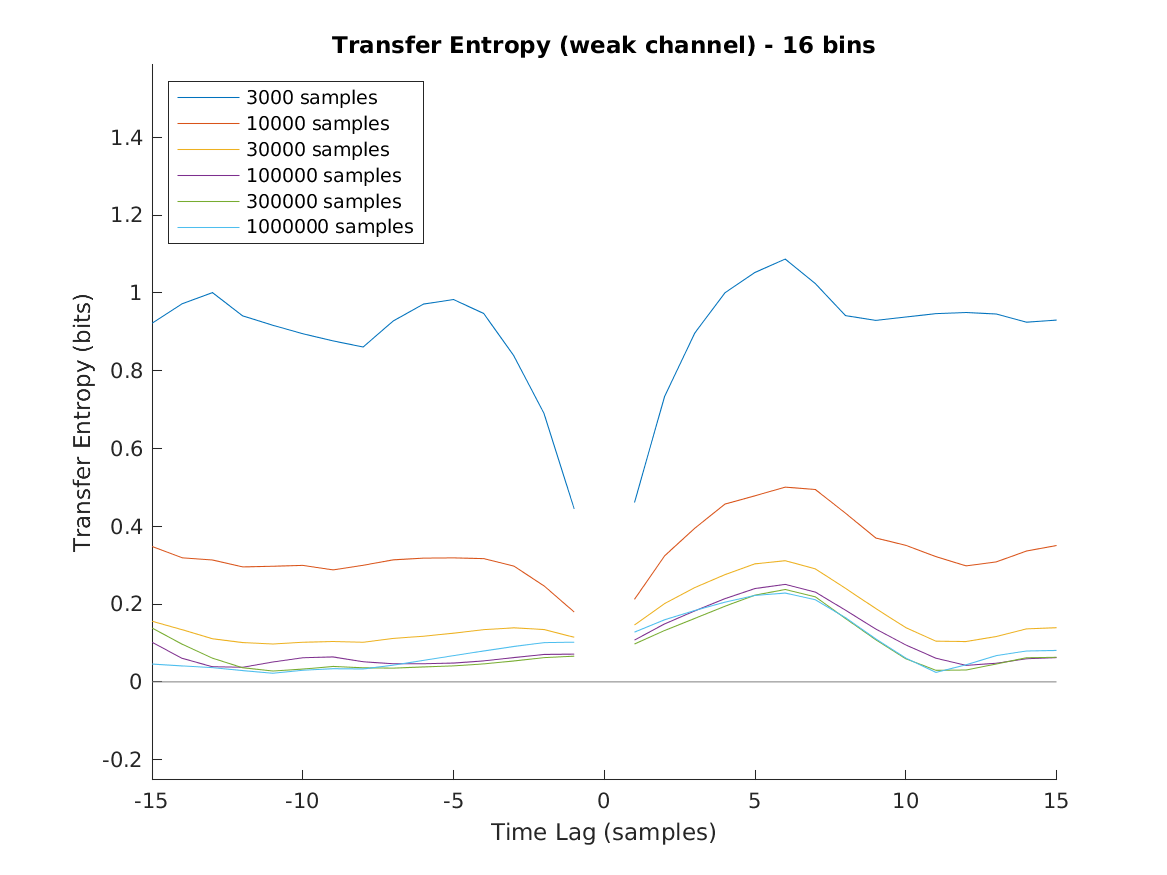 Transfer Entropy (weak channel) - 16 bins
3000 samples
10000 samples
30000 samples
100000 samples
300000 samples
1000000 samples
1.4
1.2
1
0.8
0.6
0.4
0.2
0
-0.2
Transfer Entropy (bits)
-15
-10
-5
0
5
10
15
Time Lag (samples)